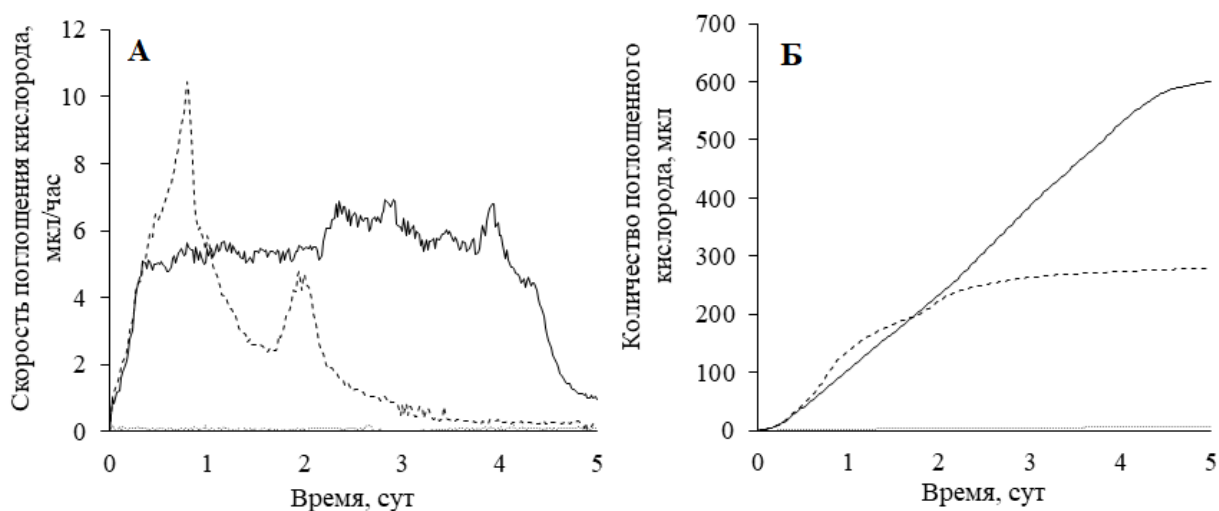 А
Скорость поглощения кислорода,
мкл/час
12
10
8
6
4
2
0
0 1 2 3 4 5
Время, сут
Б
Количество поглощенного
кислорода, мкл
700
600
500
400
300
200
100
0
0 1 2 3 4 5
Время, сут